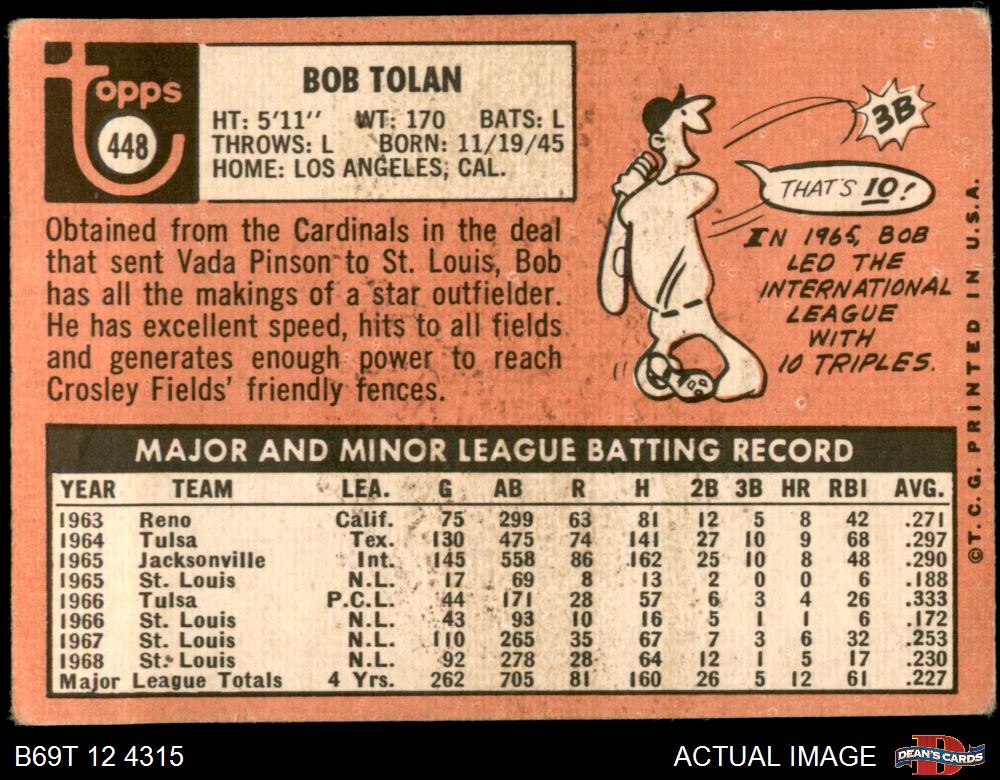 Topps
448
BOB TOLAN
HT: 5'11" WT: 170 BATS: L
THROWS: L BORN: 11/19/45
HOME: LOS ANGELES, CAL.
Obtained from the Cardinals in the deal
that sent Vada Pinson to St. Louis, Bob
has all the makings of a star outfielder.
He has excellent speed, hits to all fields
and generates enough power to reach
Crosley Fields' friendly fences.
3B
THAT'S 10!
IN 1965, BOB
LED THE
INTERNATIONAL
LEAGUE
WITH
10 TRIPLES.
©T. C. G. PRINTED IN U.S.A.
MAJOR AND MINOR LEAGUE BATTING RECORD
YEAR TEAM LEA. G AB R H 2B 3B HR RBI AVG.
1963 Reno Calif. 75 299 63 81 12 5 8 42 .271
1964 Tulsa Tex. 130 475 74 141 27 10 9 68 .297
1965 Jacksonville Int. 145 558 86 162 25 10 8 48 .290
1965 St. Louis N.L. 17 69 8 13 2 0 0 6 .188
1966 Tulsa P.C.L. 44 171 28 57 6 3 4 26 .333
1966 St. Louis N.L. 43 93 10 16 5 1 1 6 .172
1967 St. Louis N.L. 110 265 35 67 7 3 6 32 .253
1968 St. Louis N.L. 92 278 28 64 12 1 5 17 .230
Major League Totals 4 Yrs. 262 705 81 160 26 5 12 61 .227
B69T 12 4315
ACTUAL IMAGE
DEAN'S CARDS